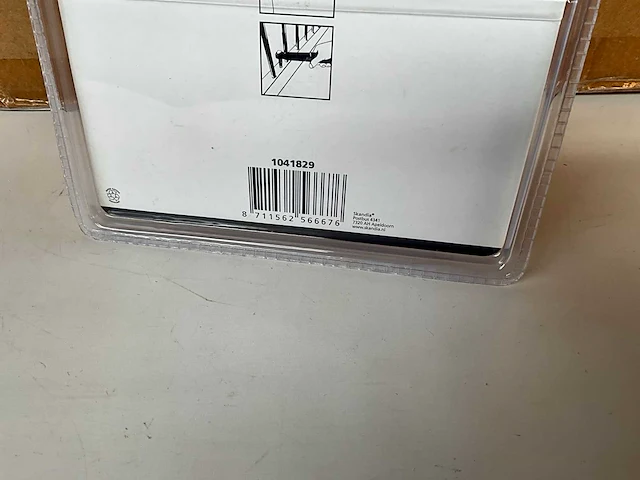 1041829
8 711562 566676
Skandia®
Postbus 4341
7320 AH Apeldoorn
www.skandia.nl